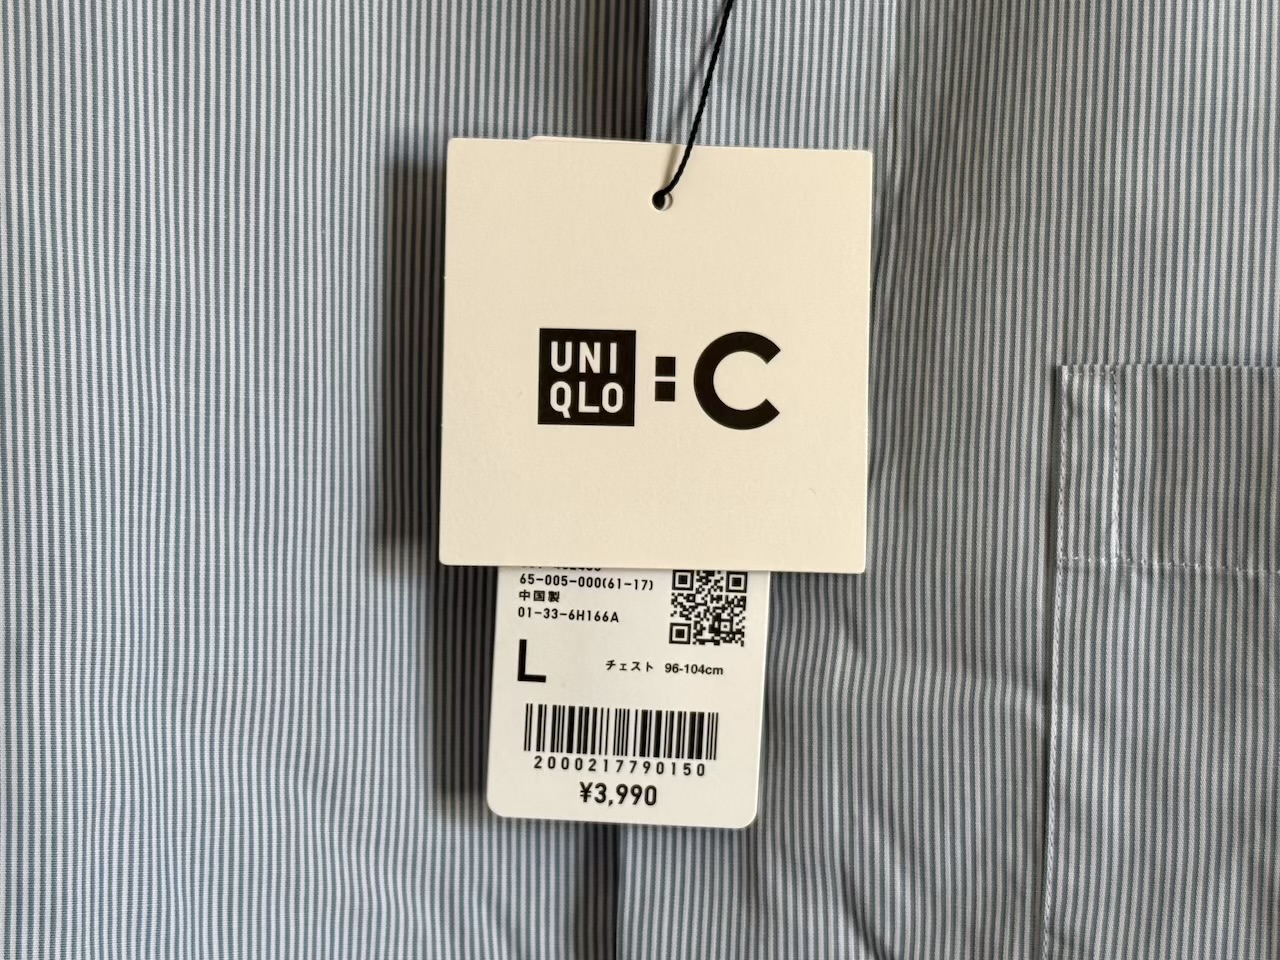 UNI
QLO
: C
65-005-000(61-17)
中国製
01-33-6H166A
L
チェスト 96-104cm
2000217790150
¥3,990